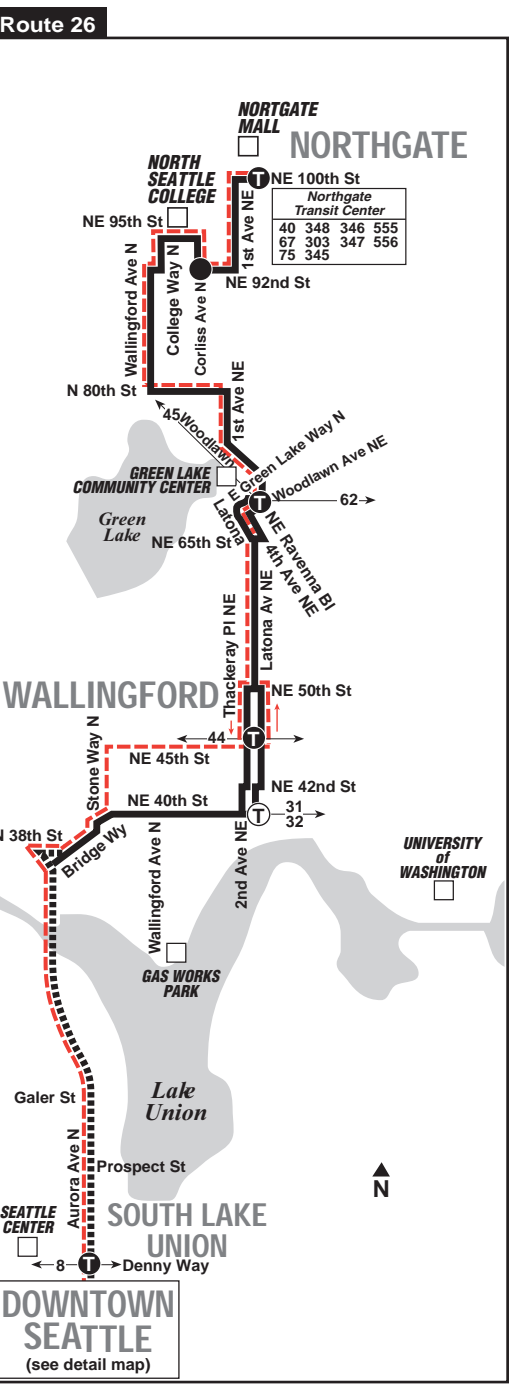 Route 26
NORTGATE
MALL
NORTHGATE
NORTH
SEATTLE
COLLEGE
NE 100th St
Northgate
Transit Center
40 348 346 555
67 303 347 556
75 345
NE 95th St
1st Ave NE
NE 92nd St
Wallingford Ave N
College Way N
Corliss Ave N
N 80th St
1st Ave NE
45
Woodlawn
E Green Lake Way N
GREEN LAKE
COMMUNITY CENTER
Woodlawn Ave NE
62
Green
Lake
Latona
NE 65th St
NE Ravenna Bl
4th Ave NE
Latona Av NE
Thackeray Pl NE
WALLINGFORD
NE 50th St
44
NE 45th St
Stone Way N
NE 42nd St
NE 40th St
31
32
N 38th St
Bridge Wy
Wallingford Ave N
2nd Ave NE
UNIVERSITY
of
WASHINGTON
GAS WORKS
PARK
Lake
Union
Galer St
Aurora Ave N
Prospect St
N
SEATTLE
CENTER
SOUTH LAKE
UNION
8
Denny Way
DOWNTOWN
SEATTLE
(see detail map)
T
T
T
T
T